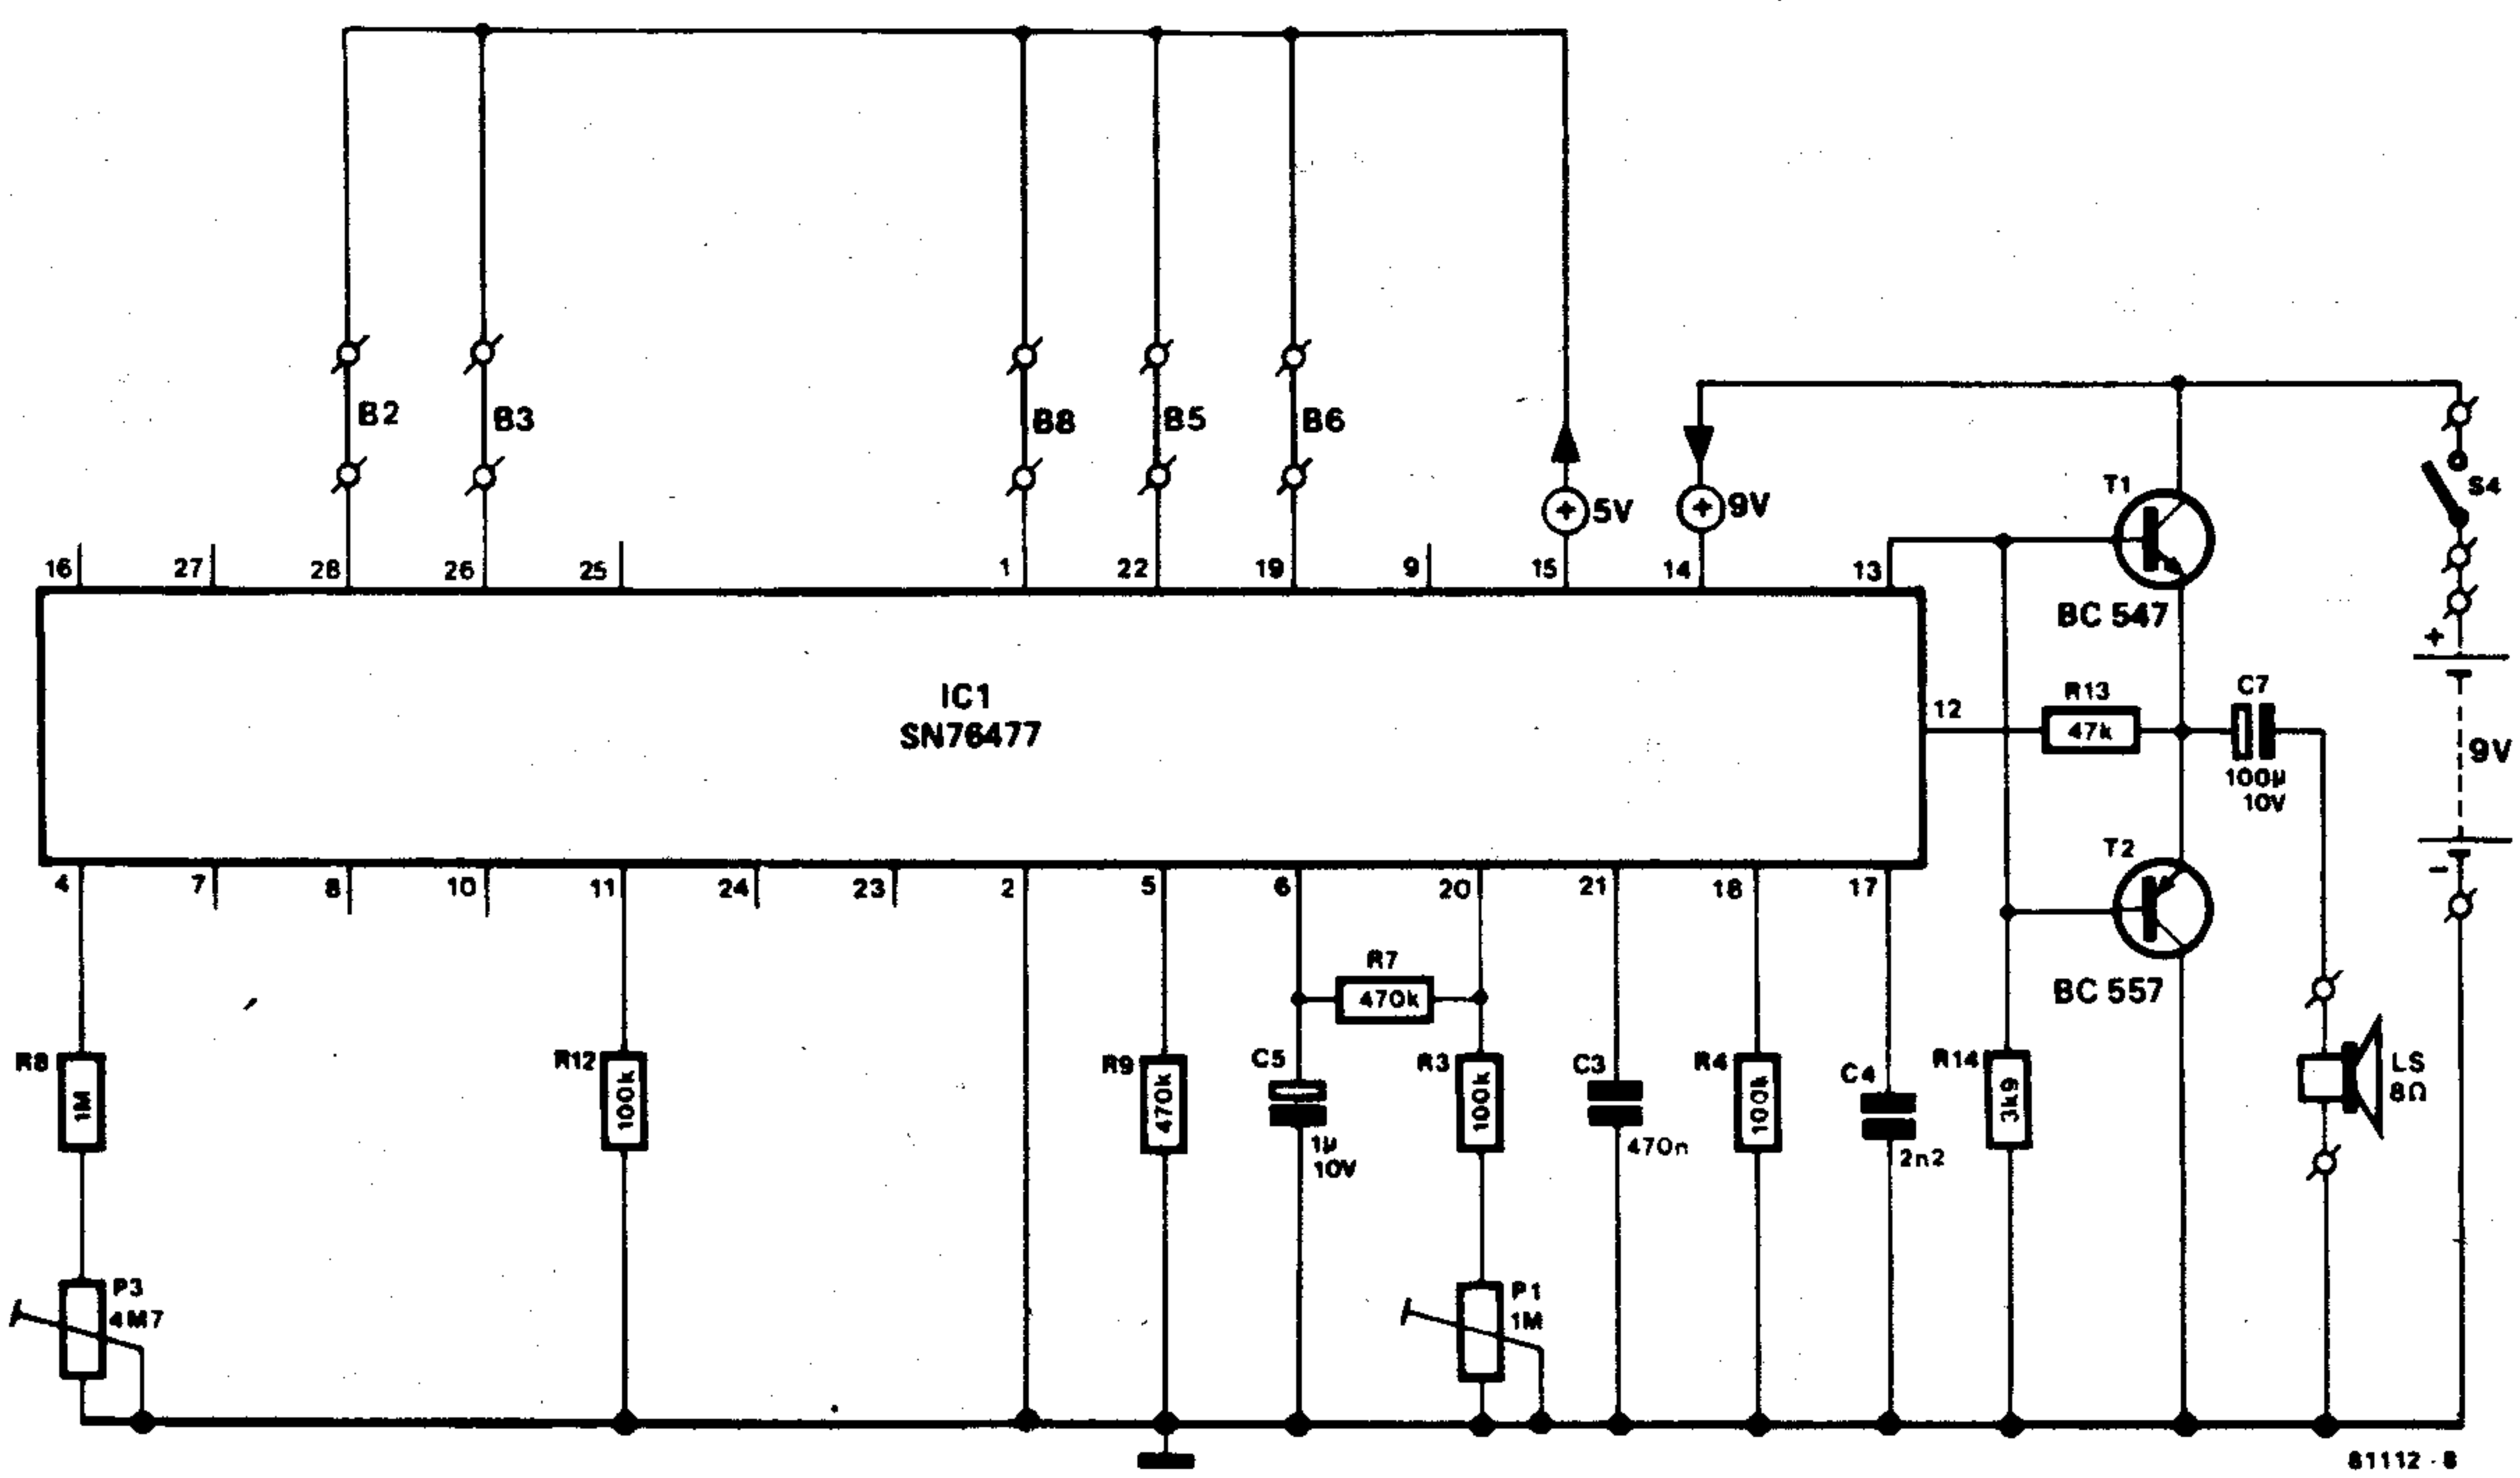 B2
B3
B8
B5
B6
5V
9V
T1
S4
16
27
28
26
25
1
22
19
9
15
14
13
BC 547
+
IC1
SN76477
12
R13
47k
C7
100µ
10V
9V
T2
−
4
7
8
10
11
24
23
2
5
6
20
21
18
17
R7
470k
BC 557
R8
1M
R12
100k
R9
470k
C5
1µ
10V
R3
100k
C3
470n
R4
100k
C4
2n2
R14
3k9
LS
8Ω
P3
4M7
P1
1M
81112 - 8